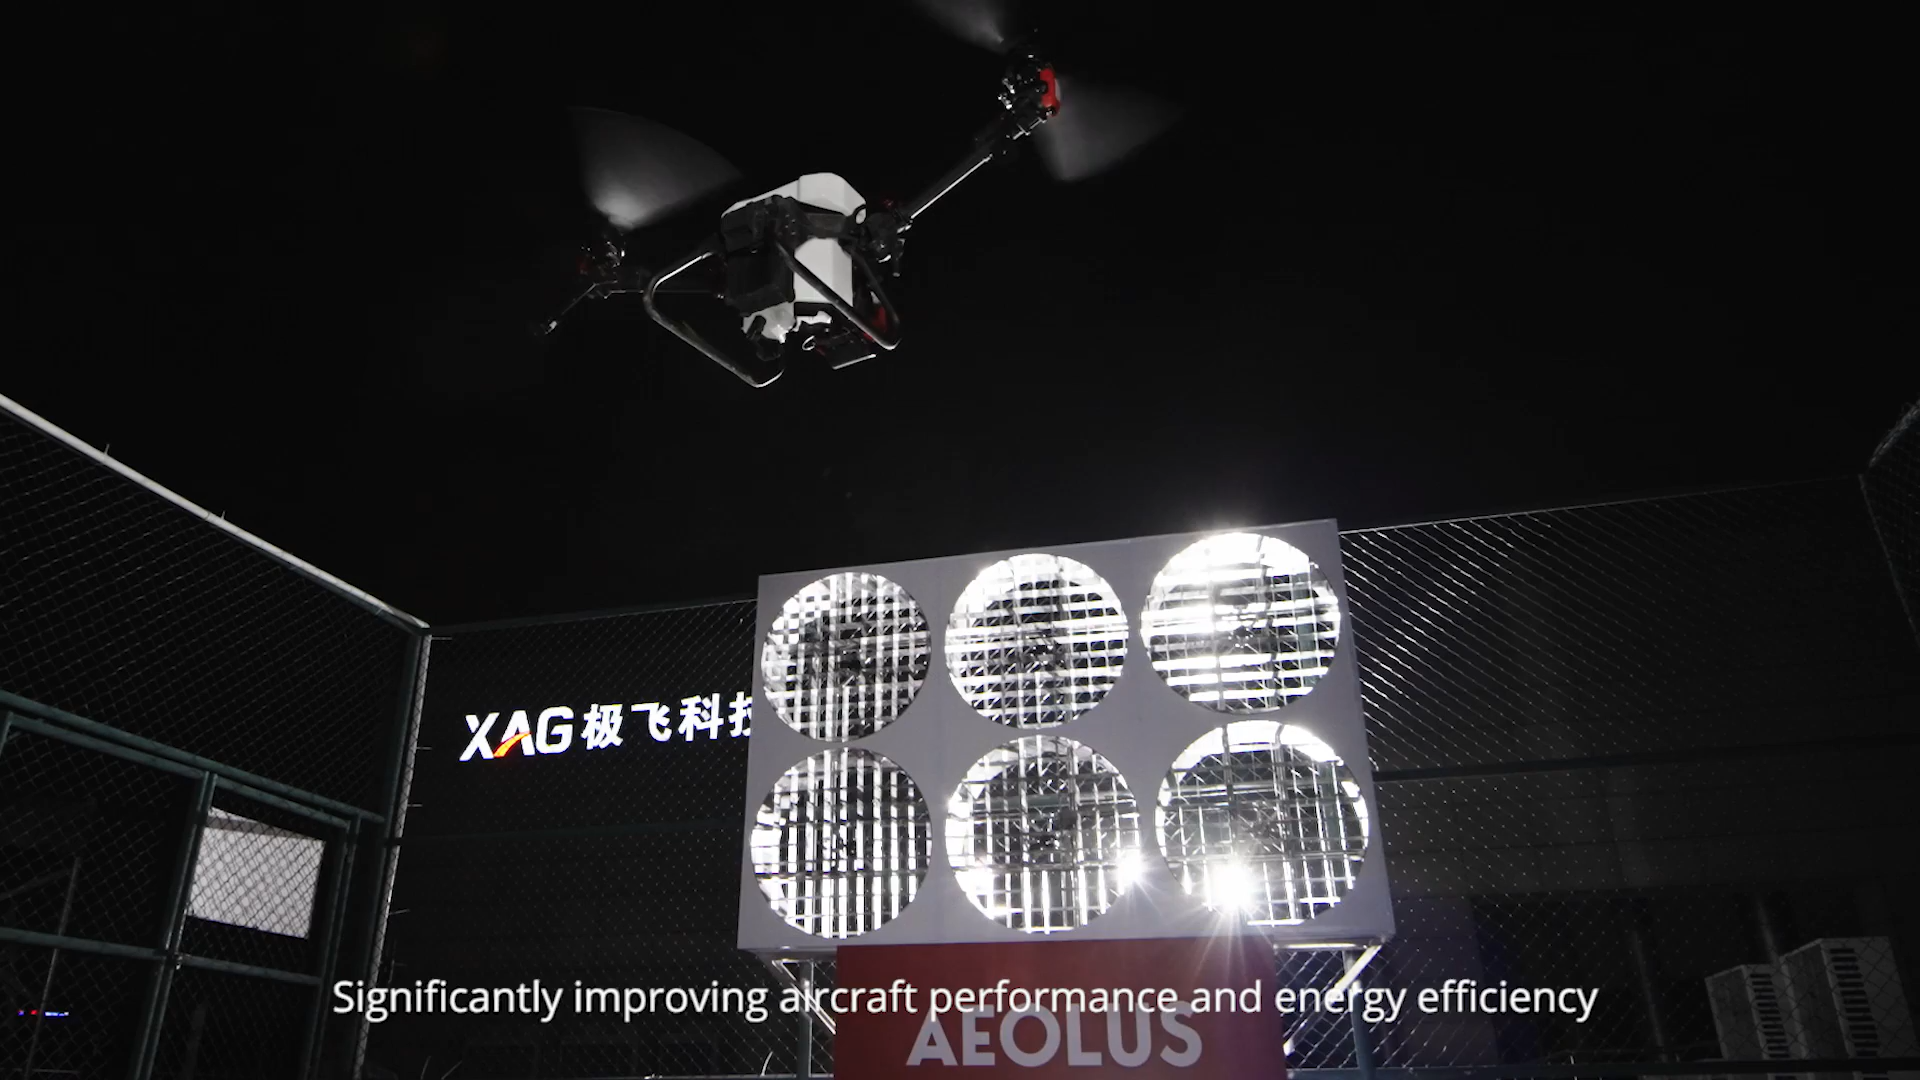 XAG极飞科技
Significantly improving aircraft performance and energy efficiency
AEOLUS